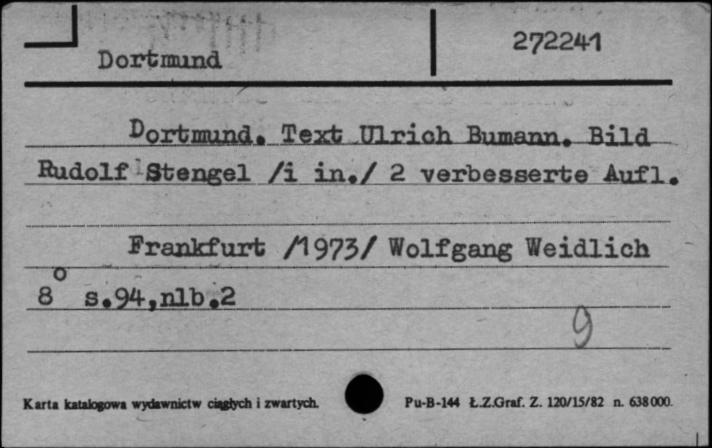 272241
Dortmund
Dortmund. Text Ulrich Bumann. Bild
Rudolf Stengel /i in./ 2 verbesserte Aufl.
Frankfurt /1973/ Wolfgang Weidlich
8° s.94,nlb.2
9
Karta katalogowa wydawnictw ciągłych i zwartych.
Pu-B-144 Ł.Z.Graf. Z. 120/15/82 n. 638000.